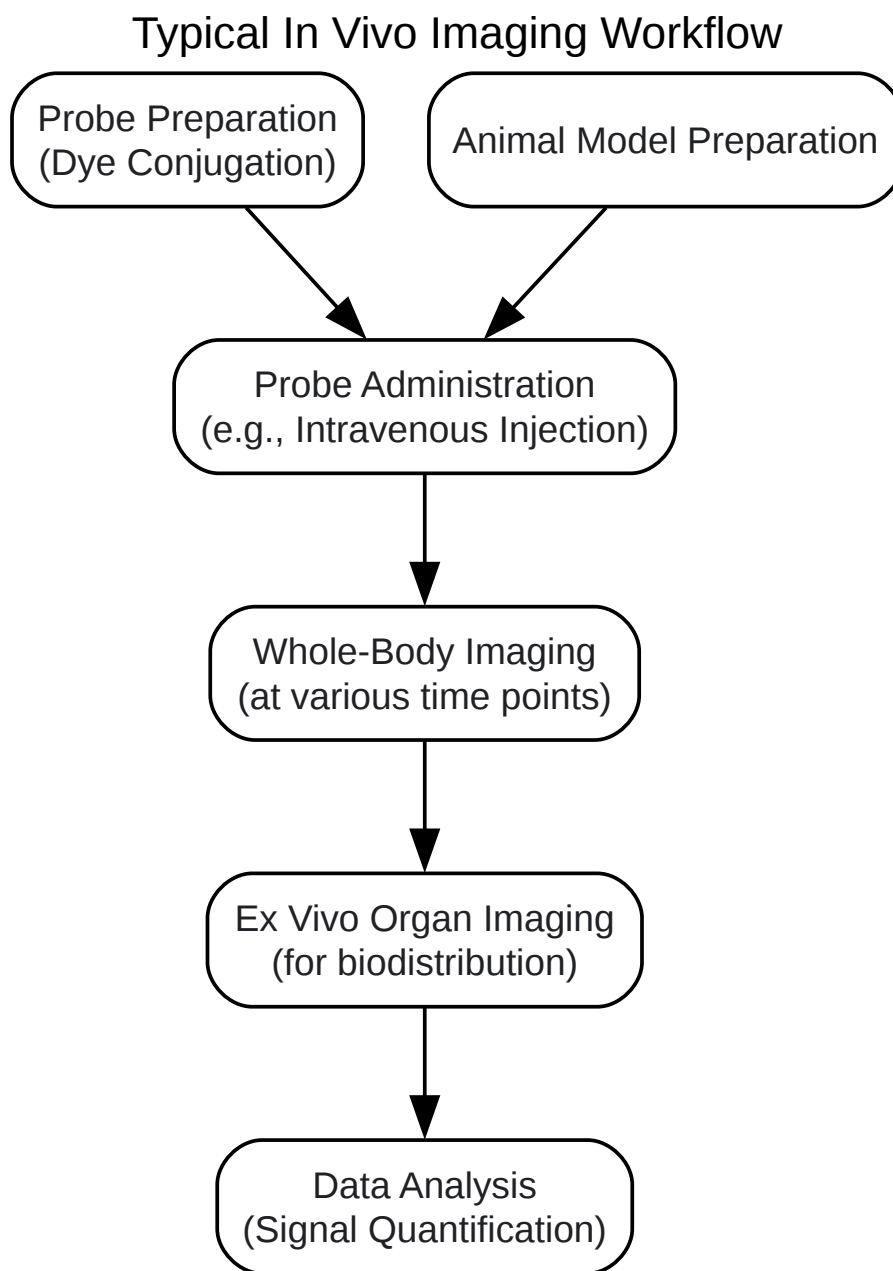 Typical In Vivo Imaging Workflow
Probe Preparation
(Dye Conjugation)
Animal Model Preparation
Probe Administration
(e.g., Intravenous Injection)
Whole-Body Imaging
(at various time points)
Ex Vivo Organ Imaging
(for biodistribution)
Data Analysis
(Signal Quantification)